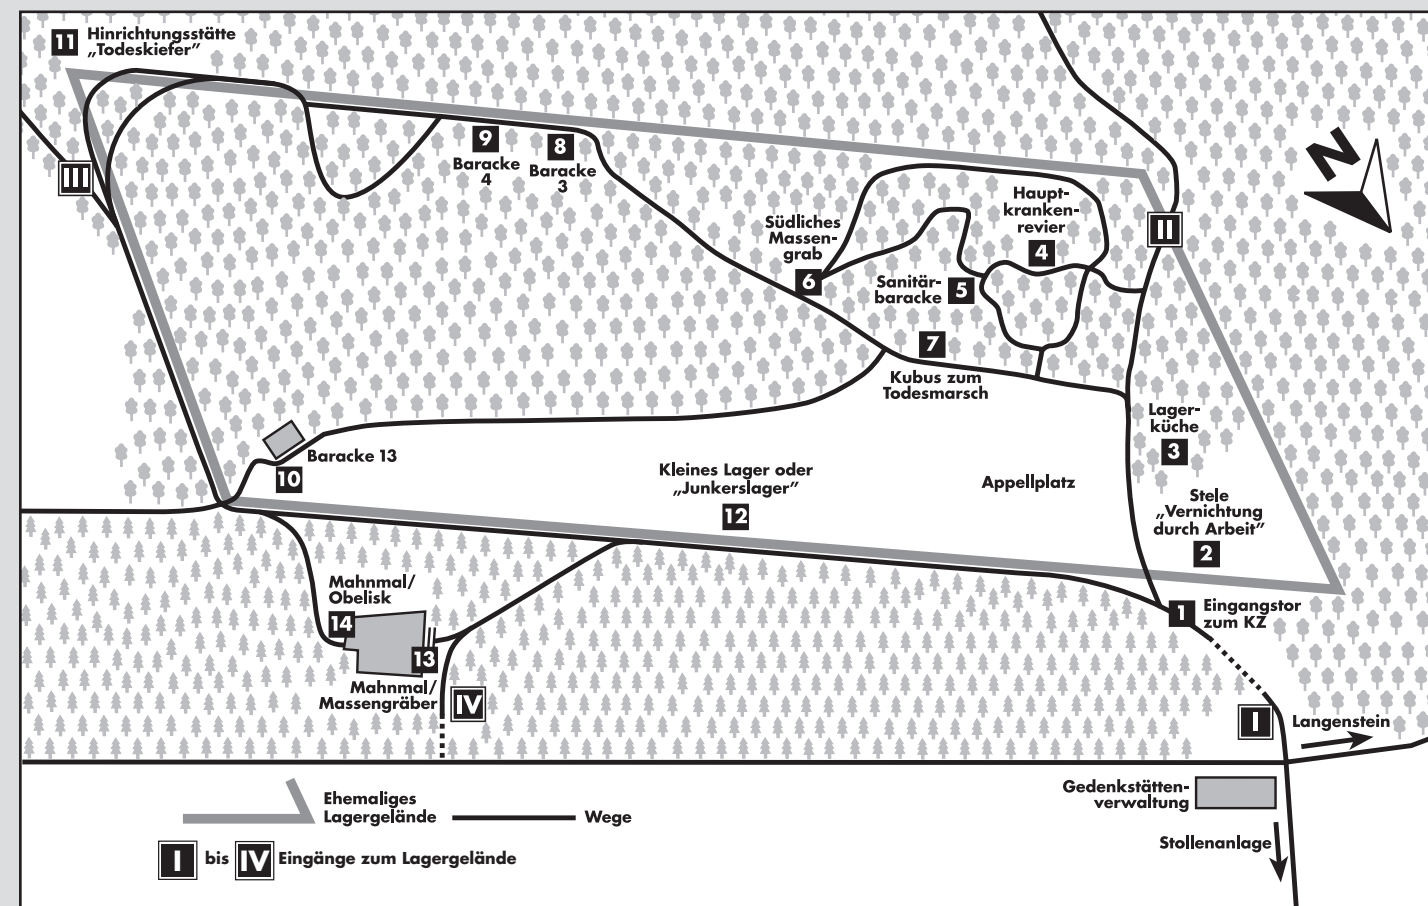 11 Hinrichtungsstätte
„Todeskiefer”
N
III
9
Baracke
4
8
Baracke
3
Haupt-
kranken-
revier
4
II
Südliches
Massen-
grab
6
Sanitär-
baracke 5
7
Kubus zum
Todesmarsch
Lager-
küche
3
Baracke 13
10
Kleines Lager oder
„Junkerslager”
12
Appellplatz
Stele
„Vernichtung
durch Arbeit”
2
Mahnmal/
Obelisk
14
13
Mahnmal/
Massengräber
IV
1 Eingangstor
zum KZ
I
Langenstein
Gedenkstätten-
verwaltung
Stollenanlage
Ehemaliges
Lagergelände
Wege
I bis IV Eingänge zum Lagergelände